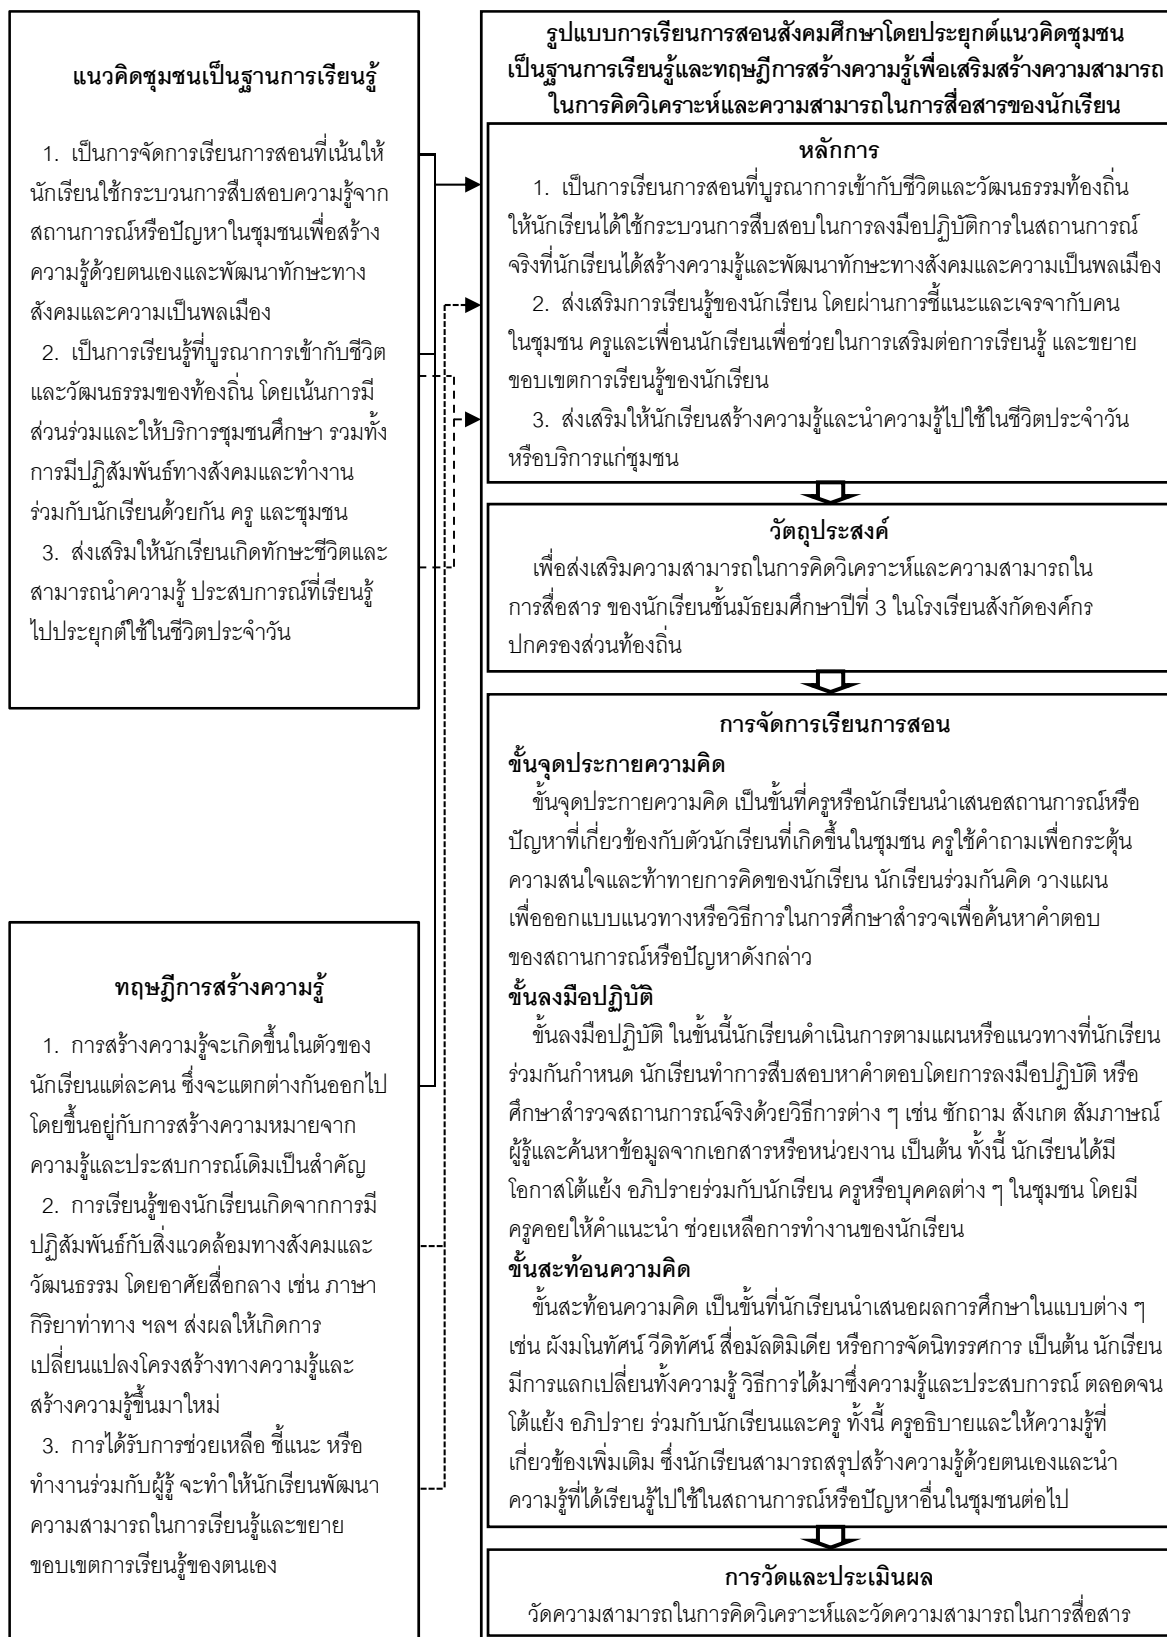 แนวคิดชุมชนเป็นฐานการเรียนรู้
1. เป็นการจัดการเรียนการสอนที่เน้นให้
นักเรียนใช้กระบวนการสืบสอบความรู้จาก
สถานการณ์หรือปัญหาในชุมชนเพื่อสร้าง
ความรู้ด้วยตนเองและพัฒนาทักษะทาง
สังคมและความเป็นพลเมือง
2. เป็นการเรียนรู้ที่บูรณาการเข้ากับชีวิต
และวัฒนธรรมของท้องถิ่น โดยเน้นการมี
ส่วนร่วมและให้บริการชุมชนศึกษา รวมทั้ง
การมีปฏิสัมพันธ์ทางสังคมและทำงาน
ร่วมกับนักเรียนด้วยกัน ครู และชุมชน
3. ส่งเสริมให้นักเรียนเกิดทักษะชีวิตและ
สามารถนำความรู้ ประสบการณ์ที่เรียนรู้
ไปประยุกต์ใช้ในชีวิตประจำวัน
ทฤษฎีการสร้างความรู้
1. การสร้างความรู้จะเกิดขึ้นในตัวของ
นักเรียนแต่ละคน ซึ่งจะแตกต่างกันออกไป
โดยขึ้นอยู่กับการสร้างความหมายจาก
ความรู้และประสบการณ์เดิมเป็นสำคัญ
2. การเรียนรู้ของนักเรียนเกิดจากการมี
ปฏิสัมพันธ์กับสิ่งแวดล้อมทางสังคมและ
วัฒนธรรม โดยอาศัยสื่อกลาง เช่น ภาษา
กิริยาท่าทาง ฯลฯ ส่งผลให้เกิดการ
เปลี่ยนแปลงโครงสร้างทางความรู้และ
สร้างความรู้ขึ้นมาใหม่
3. การได้รับการช่วยเหลือ ชี้แนะ หรือ
ทำงานร่วมกับผู้รู้ จะทำให้นักเรียนพัฒนา
ความสามารถในการเรียนรู้และขยาย
ขอบเขตการเรียนรู้ของตนเอง
รูปแบบการเรียนการสอนสังคมศึกษาโดยประยุกต์แนวคิดชุมชน
เป็นฐานการเรียนรู้และทฤษฎีการสร้างความรู้เพื่อเสริมสร้างความสามารถ
ในการคิดวิเคราะห์และความสามารถในการสื่อสารของนักเรียน
หลักการ
1. เป็นการเรียนการสอนที่บูรณาการเข้ากับชีวิตและวัฒนธรรมท้องถิ่น
ให้นักเรียนได้ใช้กระบวนการสืบสอบในการลงมือปฏิบัติการในสถานการณ์
จริงที่นักเรียนได้สร้างความรู้และพัฒนาทักษะทางสังคมและความเป็นพลเมือง
2. ส่งเสริมการเรียนรู้ของนักเรียน โดยผ่านการชี้แนะและเจรจากับคน
ในชุมชน ครูและเพื่อนนักเรียนเพื่อช่วยในการเสริมต่อการเรียนรู้ และขยาย
ขอบเขตการเรียนรู้ของนักเรียน
3. ส่งเสริมให้นักเรียนสร้างความรู้และนำความรู้ไปใช้ในชีวิตประจำวัน
หรือบริการแก่ชุมชน
วัตถุประสงค์
เพื่อส่งเสริมความสามารถในการคิดวิเคราะห์และความสามารถใน
การสื่อสาร ของนักเรียนชั้นมัธยมศึกษาปีที่ 3 ในโรงเรียนสังกัดองค์กร
ปกครองส่วนท้องถิ่น
การจัดการเรียนการสอน
ขั้นจุดประกายความคิด
ขั้นจุดประกายความคิด เป็นขั้นที่ครูหรือนักเรียนนำเสนอสถานการณ์หรือ
ปัญหาที่เกี่ยวข้องกับตัวนักเรียนที่เกิดขึ้นในชุมชน ครูใช้คำถามเพื่อกระตุ้น
ความสนใจและท้าทายการคิดของนักเรียน นักเรียนร่วมกันคิด วางแผน
เพื่อออกแบบแนวทางหรือวิธีการในการศึกษาสำรวจเพื่อค้นหาคำตอบ
ของสถานการณ์หรือปัญหาดังกล่าว
ขั้นลงมือปฏิบัติ
ขั้นลงมือปฏิบัติ ในขั้นนี้นักเรียนดำเนินการตามแผนหรือแนวทางที่นักเรียน
ร่วมกันกำหนด นักเรียนทำการสืบสอบหาคำตอบโดยการลงมือปฏิบัติ หรือ
ศึกษาสำรวจสถานการณ์จริงด้วยวิธีการต่าง ๆ เช่น ซักถาม สังเกต สัมภาษณ์
ผู้รู้และค้นหาข้อมูลจากเอกสารหรือหน่วยงาน เป็นต้น ทั้งนี้ นักเรียนได้มี
โอกาสโต้แย้ง อภิปรายร่วมกับนักเรียน ครูหรือบุคคลต่าง ๆ ในชุมชน โดยมี
ครูคอยให้คำแนะนำ ช่วยเหลือการทำงานของนักเรียน
ขั้นสะท้อนความคิด
ขั้นสะท้อนความคิด เป็นขั้นที่นักเรียนนำเสนอผลการศึกษาในแบบต่าง ๆ
เช่น ผังมโนทัศน์ วีดิทัศน์ สื่อมัลติมิเดีย หรือการจัดนิทรรศการ เป็นต้น นักเรียน
มีการแลกเปลี่ยนทั้งความรู้ วิธีการได้มาซึ่งความรู้และประสบการณ์ ตลอดจน
โต้แย้ง อภิปราย ร่วมกับนักเรียนและครู ทั้งนี้ ครูอธิบายและให้ความรู้ที่
เกี่ยวข้องเพิ่มเติม ซึ่งนักเรียนสามารถสรุปสร้างความรู้ด้วยตนเองและนำ
ความรู้ที่ได้เรียนรู้ไปใช้ในสถานการณ์หรือปัญหาอื่นในชุมชนต่อไป
การวัดและประเมินผล
วัดความสามารถในการคิดวิเคราะห์และวัดความสามารถในการสื่อสาร